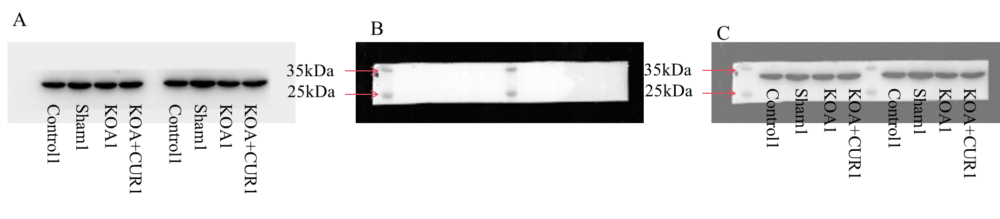 A
B
C
35kDa
25kDa
35kDa
25kDa
Control1
Sham1
KOA1
KOA+CUR1
Control1
Sham1
KOA1
KOA+CUR1
Control1
Sham1
KOA1
KOA+CUR1
Control1
Sham1
KOA1
KOA+CUR1